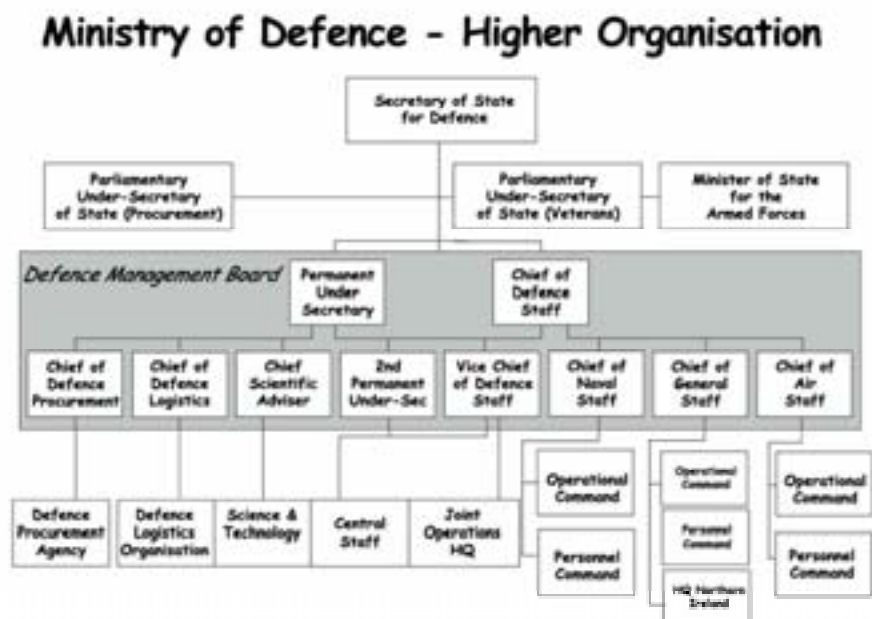 Ministry of Defence - Higher Organisation
Secretary of State
for Defence
Parliamentary
Under-Secretary
of State (Procurement)
Parliamentary
Under-Secretary
of State (Veterans)
Minister of State
for the
Armed Forces
Defence Management Board
Permanent
Under
Secretary
Chief of
Defence
Staff
Chief of
Defence
Procurement
Chief of
Defence
Logistics
Chief
Scientific
Adviser
2nd
Permanent
Under-Sec
Vice Chief
of Defence
Staff
Chief of
Naval
Staff
Chief of
General
Staff
Chief of
Air
Staff
Defence
Procurement
Agency
Defence
Logistics
Organisation
Science &
Technology
Central
Staff
Joint
Operations
HQ
Operational
Command
Personnel
Command
Operational
Command
Personnel
Command
HQ Northern
Ireland
Operational
Command
Personnel
Command